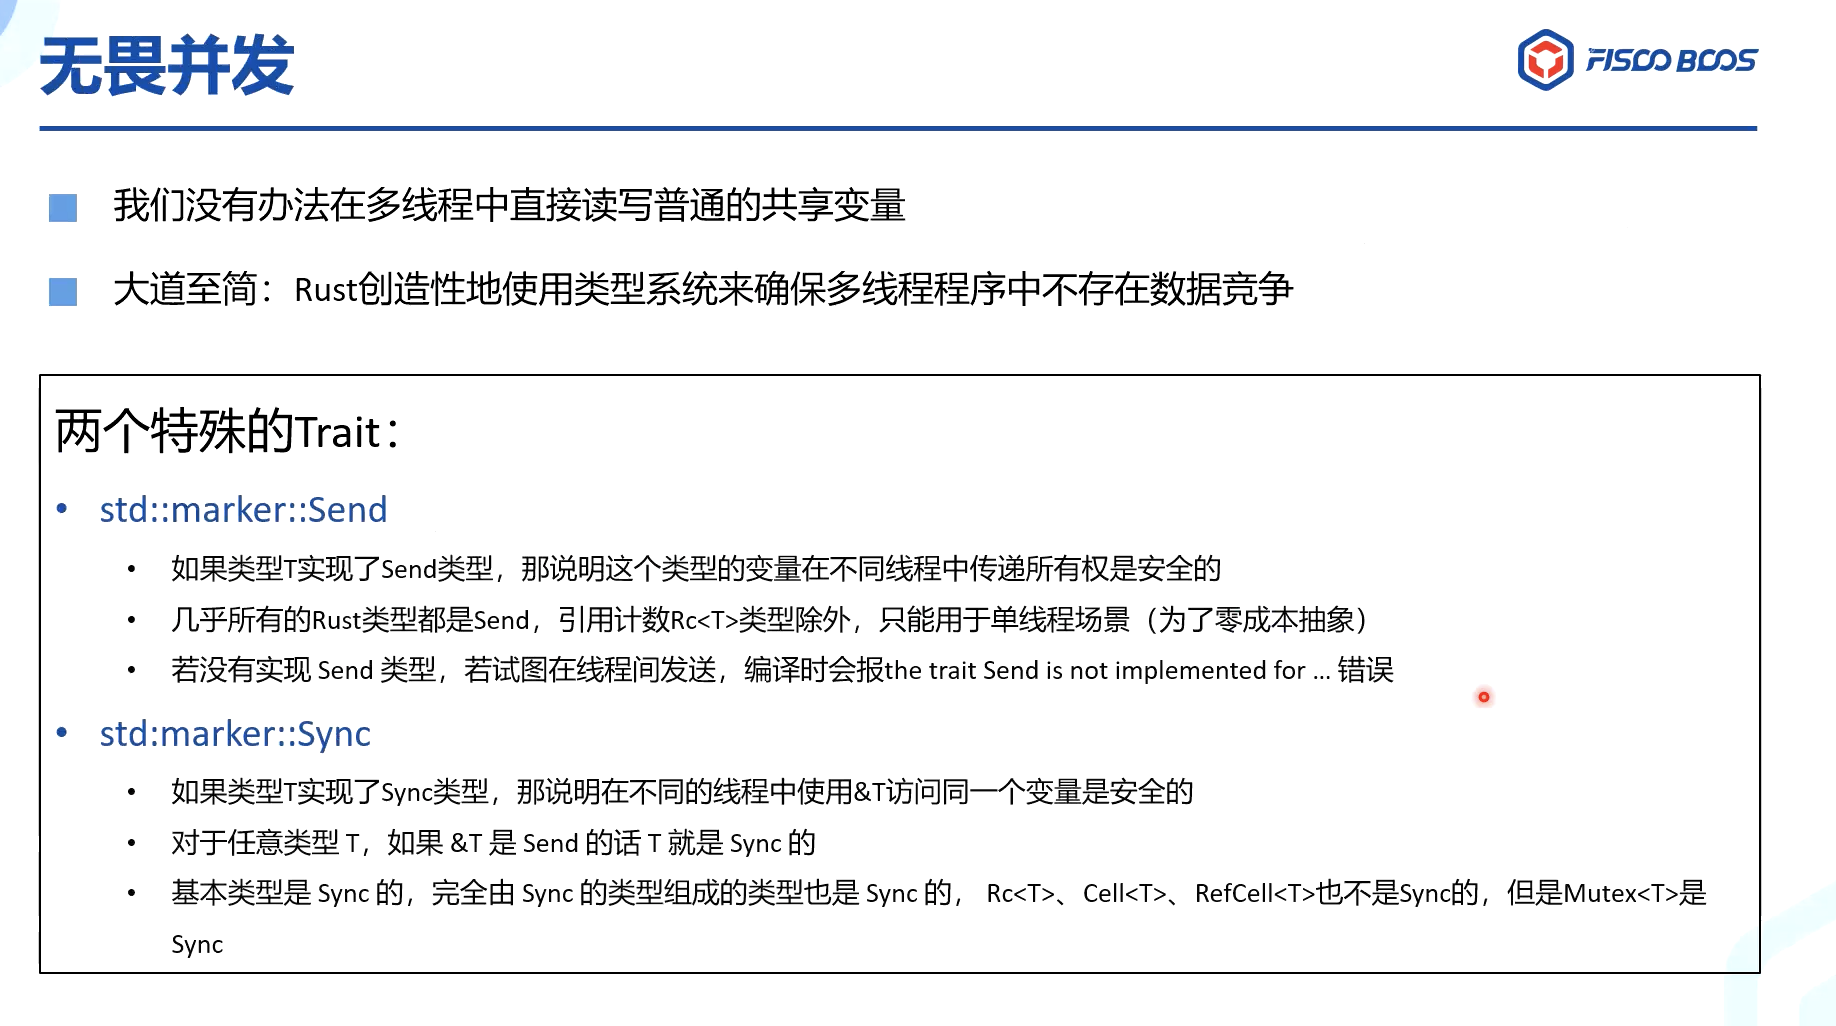 无畏并发
FISCO BCOS
我们没有办法在多线程中直接读写普通的共享变量
大道至简：Rust创造性地使用类型系统来确保多线程程序中不存在数据竞争
两个特殊的Trait：
• std::marker::Send
• 如果类型T实现了Send类型，那说明这个类型的变量在不同线程中传递所有权是安全的
• 几乎所有的Rust类型都是Send，引用计数Rc<T>类型除外，只能用于单线程场景（为了零成本抽象）
• 若没有实现 Send 类型，若试图在线程间发送，编译时会报the trait Send is not implemented for ... 错误
• std:marker::Sync
• 如果类型T实现了Sync类型，那说明在不同的线程中使用&T访问同一个变量是安全的
• 对于任意类型 T，如果 &T 是 Send 的话 T 就是 Sync 的
• 基本类型是 Sync 的，完全由 Sync 的类型组成的类型也是 Sync 的， Rc<T>、Cell<T>、RefCell<T>也不是Sync的，但是Mutex<T>是
Sync